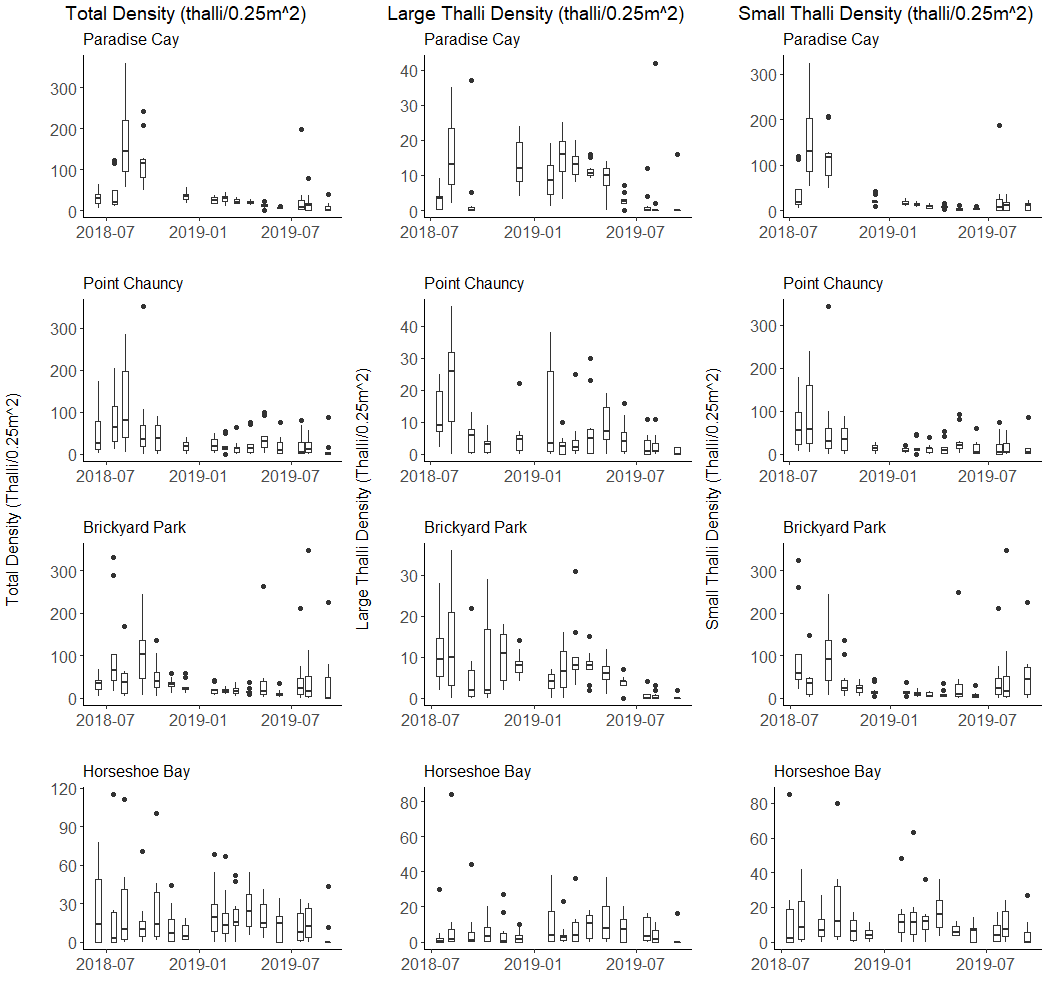 Total Density (thalli/0.25m^2)
Large Thalli Density (thalli/0.25m^2)
Small Thalli Density (thalli/0.25m^2)
Total Density (Thalli/0.25m^2)
Large Thalli Density (Thalli/0.25m^2)
Small Thalli Density (Thalli/0.25m^2)
Paradise Cay
300
200
100
0
2018-07 2019-01 2019-07
Paradise Cay
40
30
20
10
0
2018-07 2019-01 2019-07
Paradise Cay
300
200
100
0
2018-07 2019-01 2019-07
Point Chauncy
300
200
100
0
2018-07 2019-01 2019-07
Point Chauncy
40
30
20
10
0
2018-07 2019-01 2019-07
Point Chauncy
300
200
100
0
2018-07 2019-01 2019-07
Brickyard Park
300
200
100
0
2018-07 2019-01 2019-07
Brickyard Park
30
20
10
0
2018-07 2019-01 2019-07
Brickyard Park
300
200
100
0
2018-07 2019-01 2019-07
Horseshoe Bay
120
90
60
30
0
2018-07 2019-01 2019-07
Horseshoe Bay
80
60
40
20
0
2018-07 2019-01 2019-07
Horseshoe Bay
80
60
40
20
0
2018-07 2019-01 2019-07